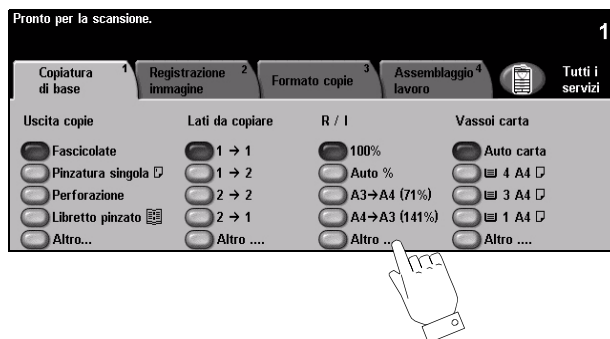 Pronto per la scansione.
1
Copiatura di base 1
Registrazione immagine 2
Formato copie 3
Assemblaggio lavoro 4
Tutti i servizi
Uscita copie
Fascicolate
Pinzatura singola
Perforazione
Libretto pinzato
Altro...
Lati da copiare
1 → 1
1 → 2
2 → 2
2 → 1
Altro ....
R / I
100%
Auto %
A3→A4 (71%)
A4→A3 (141%)
Altro ..
Vassoi carta
Auto carta
4 A4
3 A4
1 A4
Altro ....